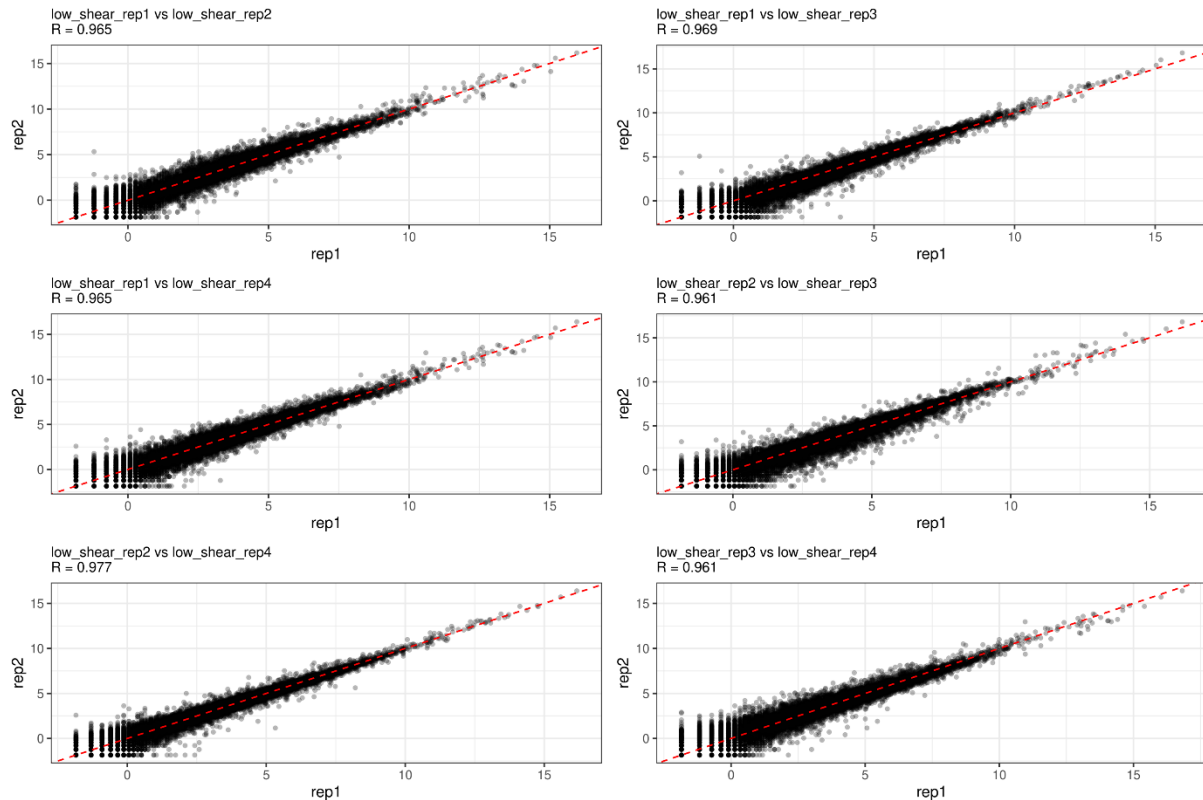 low_shear_rep1 vs low_shear_rep2
R = 0.965
15
10
5
0
rep2
0
5
10
15
rep1
low_shear_rep1 vs low_shear_rep3
R = 0.969
15
10
5
0
rep2
0
5
10
15
rep1
low_shear_rep1 vs low_shear_rep4
R = 0.965
15
10
5
0
rep2
0
5
10
15
rep1
low_shear_rep2 vs low_shear_rep3
R = 0.961
15
10
5
0
rep2
0
5
10
15
rep1
low_shear_rep2 vs low_shear_rep4
R = 0.977
15
10
5
0
rep2
0
5
10
15
rep1
low_shear_rep3 vs low_shear_rep4
R = 0.961
15
10
5
0
rep2
0
5
10
15
rep1